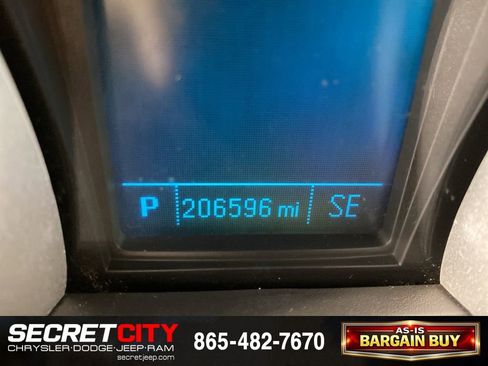 P 206596 mi SE
SECRET CITY 865-482-7670 AS-IS
CHRYSLER·DODGE·JEEP·RAM BARGAIN BUY
secretjeep.com